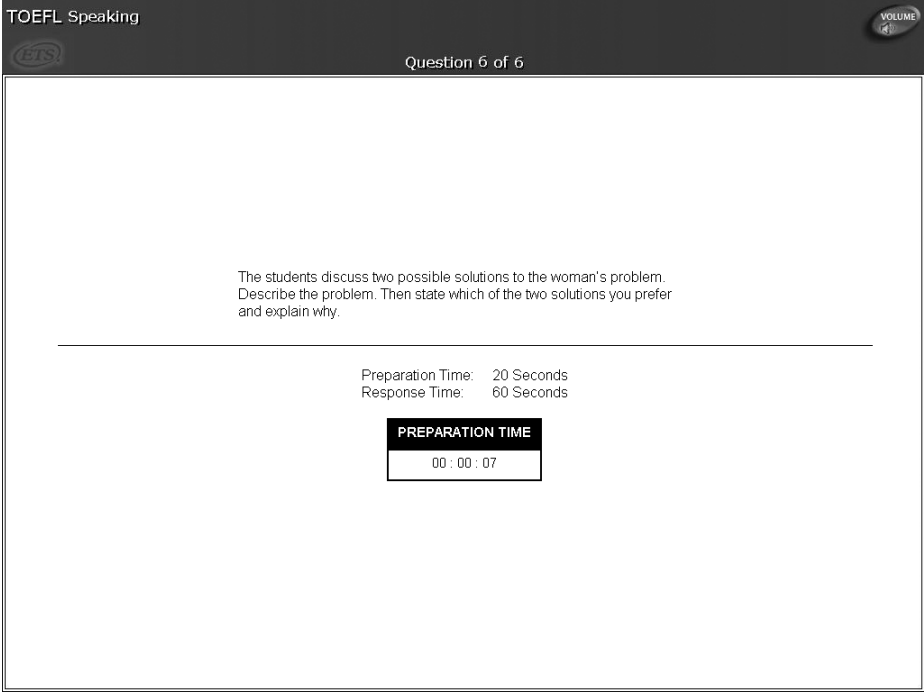 TOEFL Speaking
VOLUME
ETS
Question 6 of 6
The students discuss two possible solutions to the woman's problem.
Describe the problem. Then state which of the two solutions you prefer
and explain why.
Preparation Time: 20 Seconds
Response Time: 60 Seconds
PREPARATION TIME
00 : 00 : 07